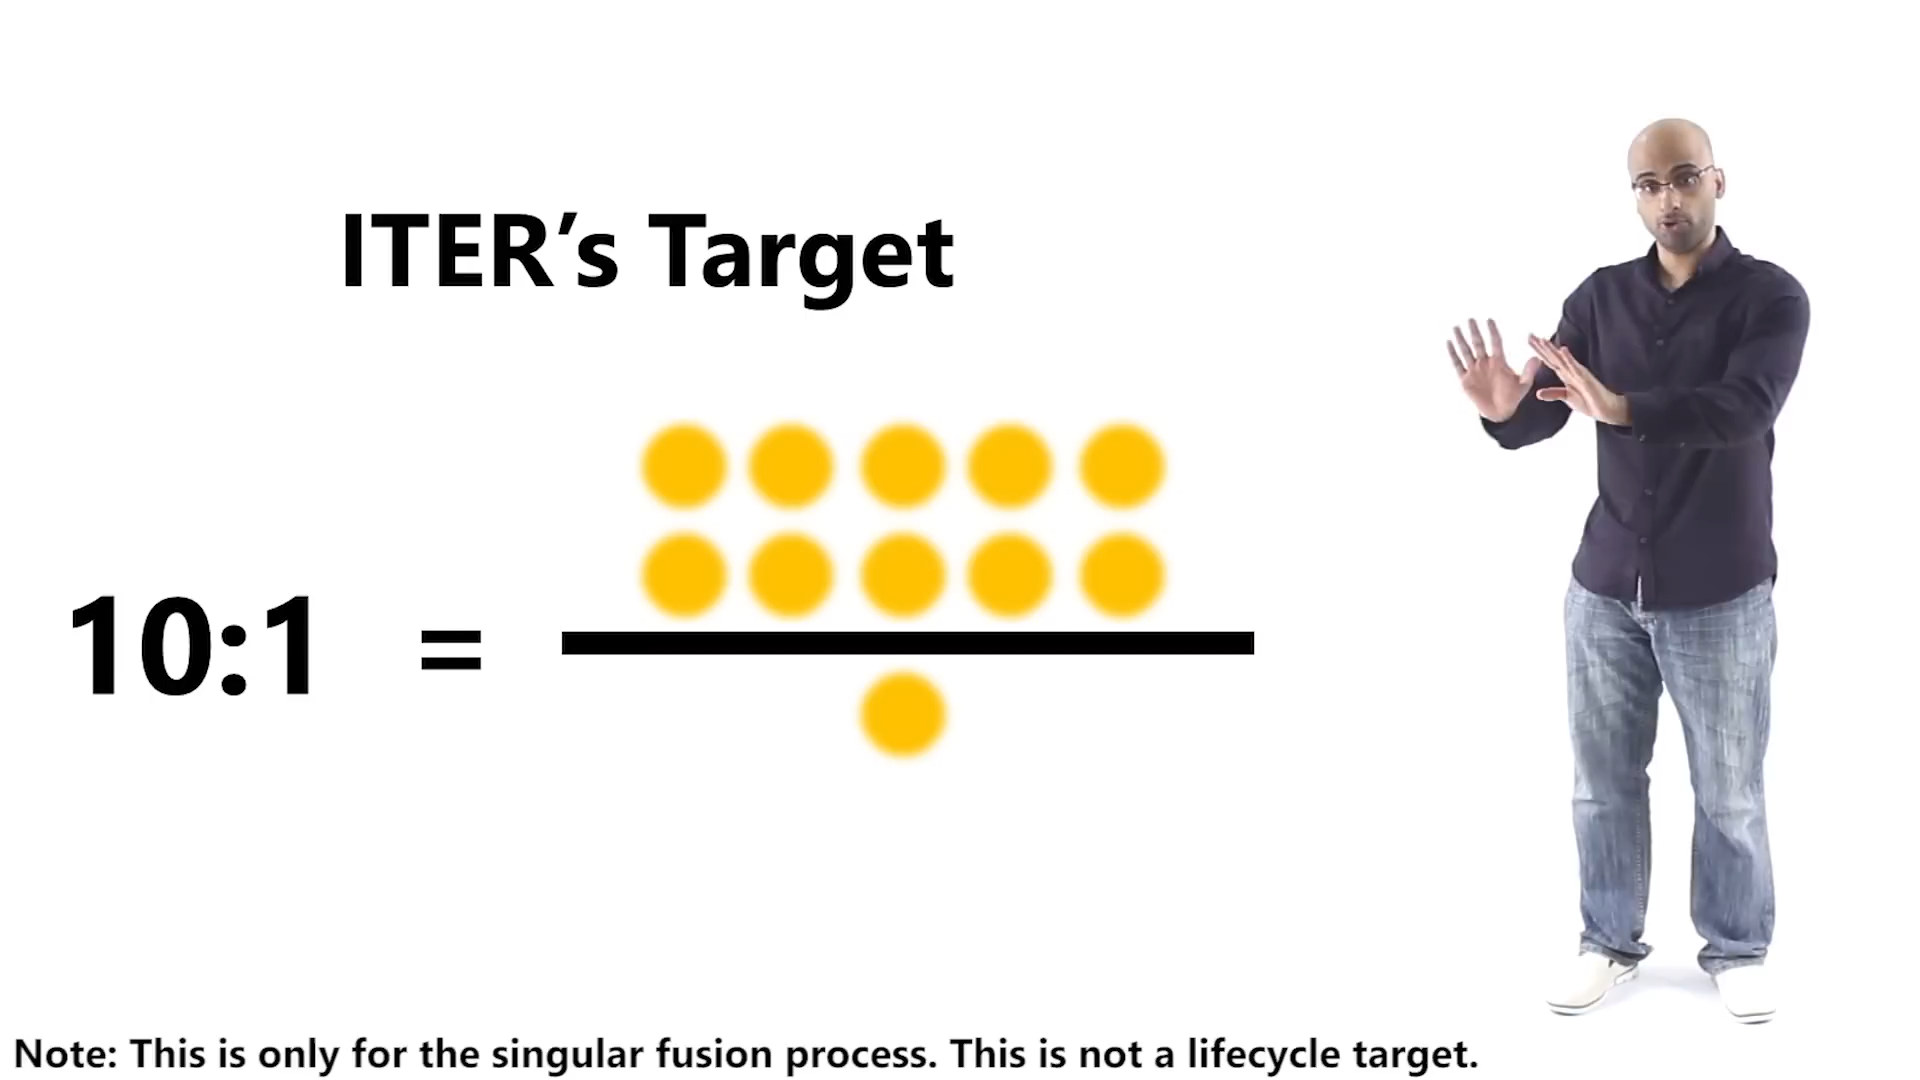 ITER’s Target
10:1 =
Note: This is only for the singular fusion process. This is not a lifecycle target.